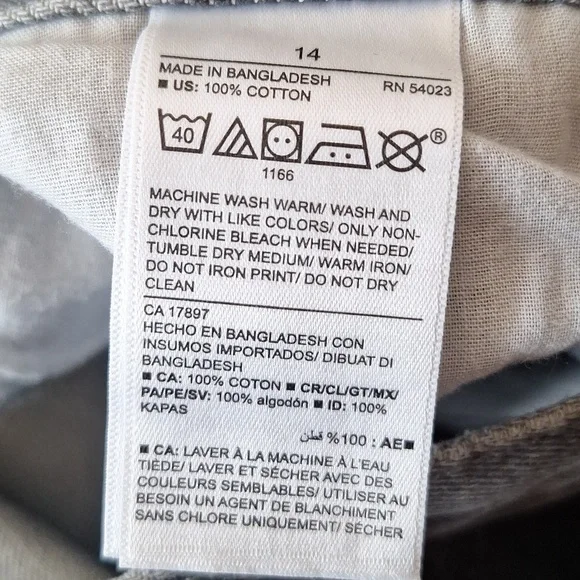 14
MADE IN BANGLADESH RN 54023
■ US: 100% COTTON
40 ®
1166
MACHINE WASH WARM/ WASH AND
DRY WITH LIKE COLORS/ ONLY NON-
CHLORINE BLEACH WHEN NEEDED/
TUMBLE DRY MEDIUM/ WARM IRON/
DO NOT IRON PRINT/ DO NOT DRY
CLEAN
CA 17897
HECHO EN BANGLADESH CON
INSUMOS IMPORTADOS/ DIBUAT DI
BANGLADESH
■ CA: 100% COTON ■ CR/CL/GT/MX/
PA/PE/SV: 100% algodón ■ ID: 100%
KAPAS
■AE : 100% قطن
■ CA: LAVER À LA MACHINE À L'EAU
TIÈDE/ LAVER ET SÉCHER AVEC DES
COULEURS SEMBLABLES/ UTILISER AU
BESOIN UN AGENT DE BLANCHIMENT
SANS CHLORE UNIQUEMENT/ SÉCHER